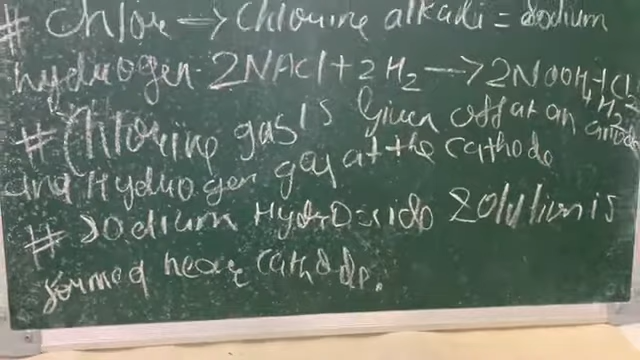 # Chlor → Chlorine alkali = Sodium
hydrogen 2NACl + 2H2 → 2NOOH + Cl2
+ H2
# Chlorine gas is Given off at an anode
and Hydrogen gas at the cathode
# Sodium Hydroxide Solution is
formed near Cathode.